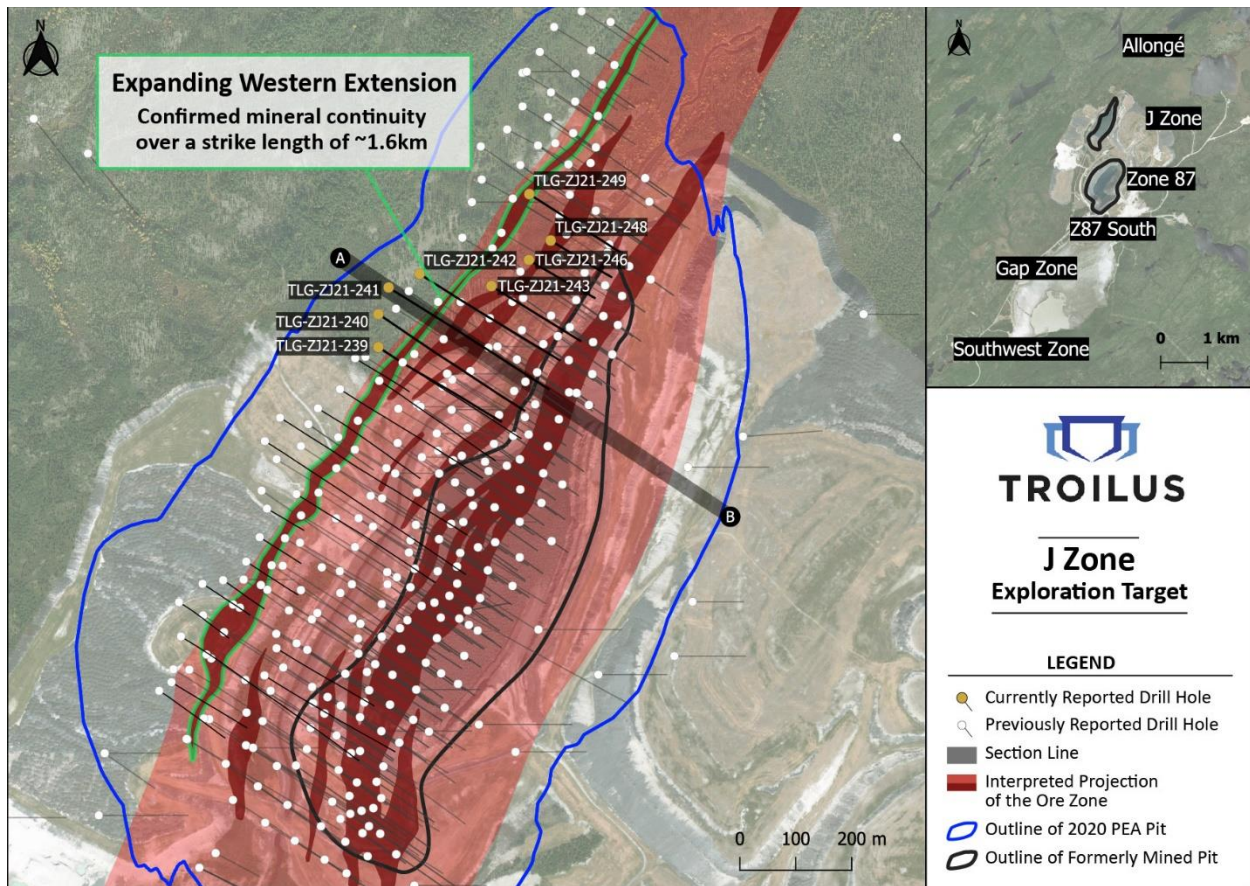 N
Expanding Western Extension
Confirmed mineral continuity
over a strike length of ~1.6km
TLG-ZJ21-249
TLG-ZJ21-248
TLG-ZJ21-242
TLG-ZJ21-246
A
TLG-ZJ21-241
TLG-ZJ21-243
TLG-ZJ21-240
TLG-ZJ21-239
B
0 100 200 m
N
Allongé
J Zone
Zone 87
Z87 South
Gap Zone
Southwest Zone
0 1 km
TROILUS
J Zone
Exploration Target
LEGEND
Currently Reported Drill Hole
Previously Reported Drill Hole
Section Line
Interpreted Projection
of the Ore Zone
Outline of 2020 PEA Pit
Outline of Formerly Mined Pit